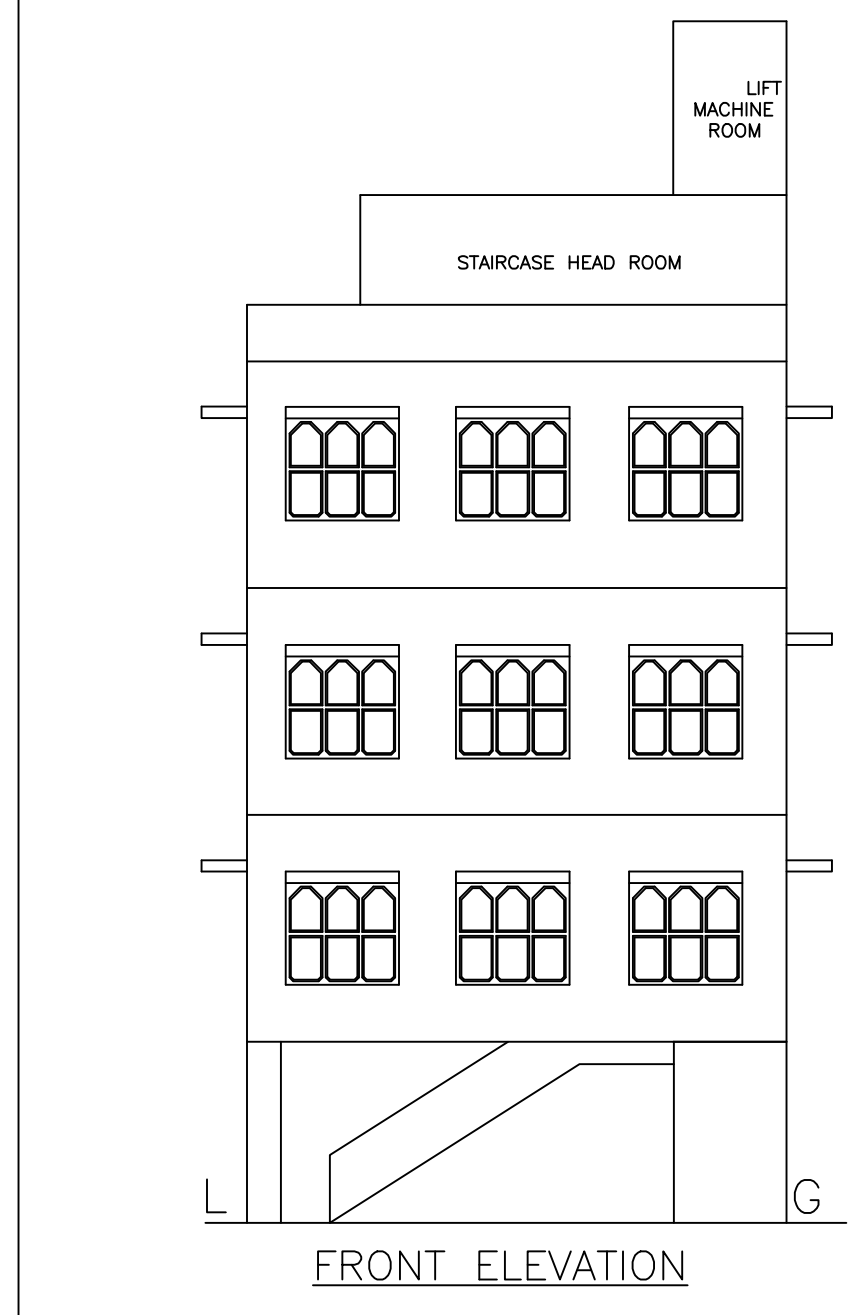 LIFT
MACHINE
ROOM
STAIRCASE HEAD ROOM
L
G
FRONT ELEVATION